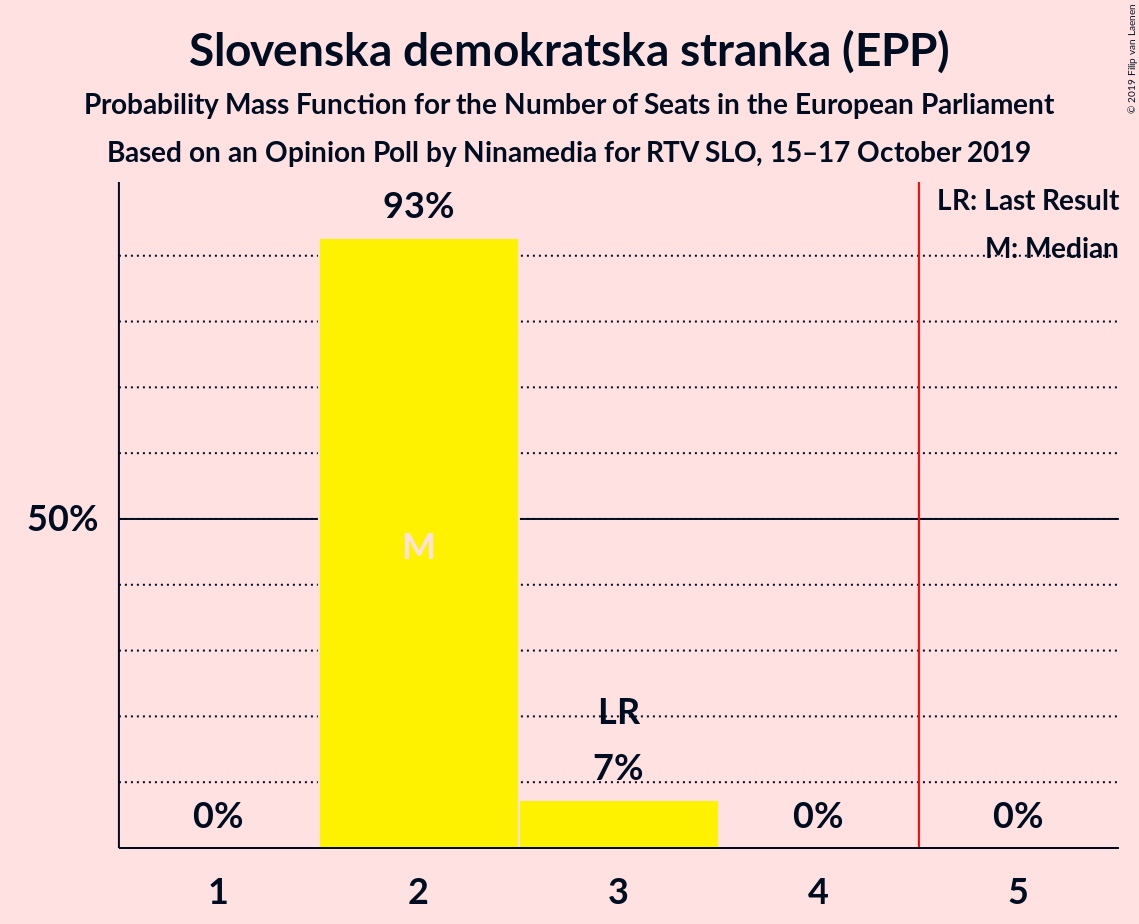 Slovenska demokratska stranka (EPP)
Probability Mass Function for the Number of Seats in the European Parliament
Based on an Opinion Poll by Ninamedia for RTV SLO, 15–17 October 2019
© 2019 Filip van Laenen
LR: Last Result
M: Median
93%
50%
M
LR
7%
0%
0%
0%
1
2
3
4
5